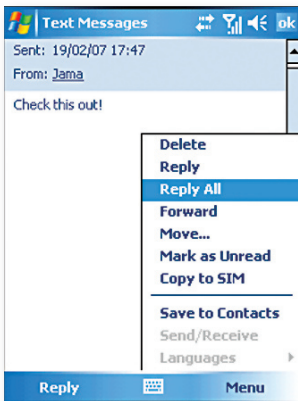 Text Messages ok
Sent: 19/02/07 17:47
From: Jama
Check this out!
Delete
Reply
Reply All
Forward
Move...
Mark as Unread
Copy to SIM
Save to Contacts
Send/Receive
Languages
Reply Menu